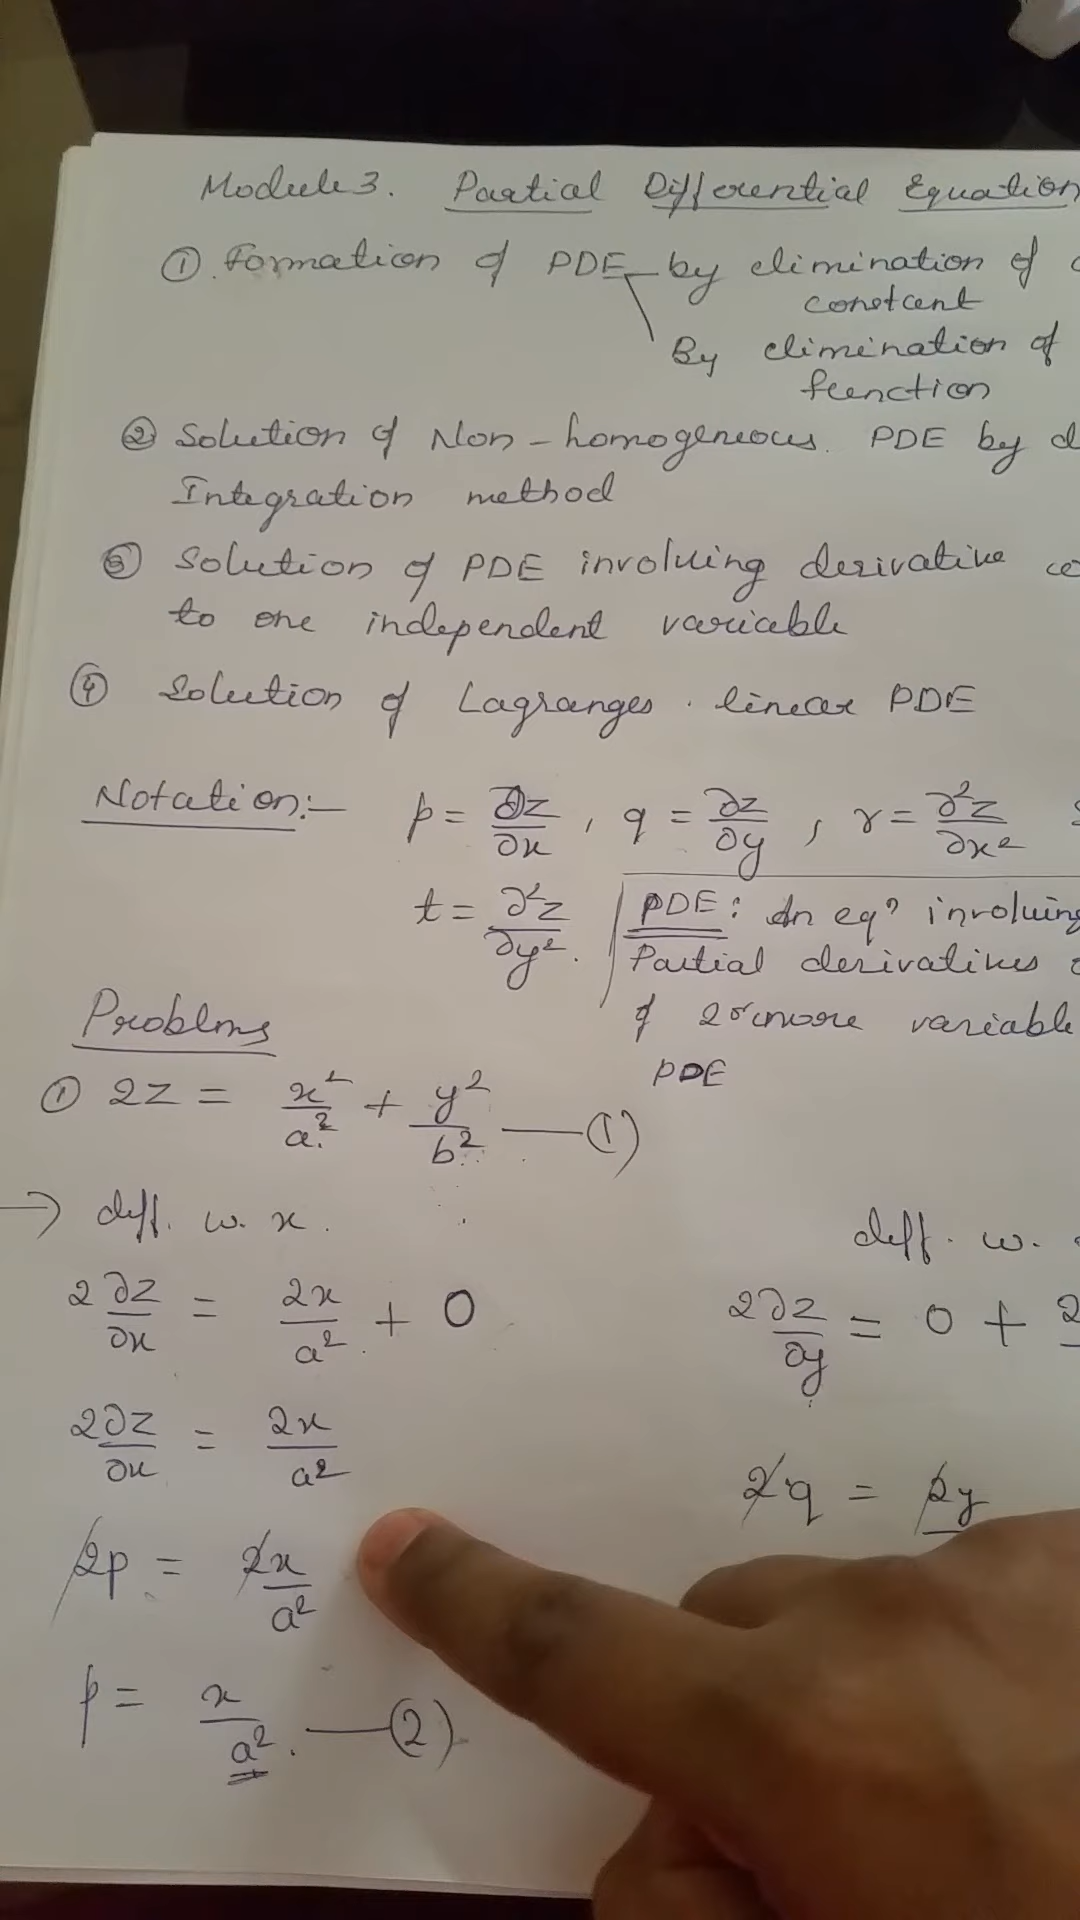 Module 3. Partial Differential Equation
① Formation of PDE by elimination of
constant
By elimination of
function
② Solution of Non-homogeneous. PDE by
Integration method
③ Solution of PDE involving derivative
to one independent variable
④ Solution of Lagranges. linear PDE
Notation:- p = ∂z/∂x , q = ∂z/∂y , r = ∂²z/∂x²
t = ∂²z/∂y².
PDE: An eqn involving
Partial derivatives
of 2 or more variable
PDE
Problms
① 2z = x²/a² + y²/b² —(1)
→ diff. w. x.
diff. w.
2∂z/∂x = 2x/a² + 0
2∂z/∂y = 0 + 2
2∂z/∂x = 2x/a²
2q = 2y
2p = 2x/a²
p = x/a². —(2)